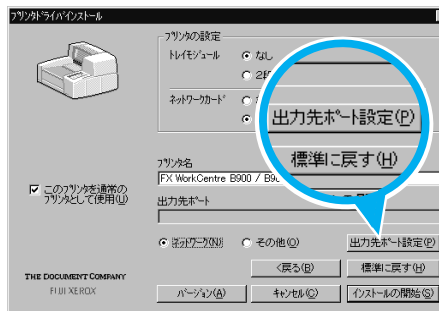 プリンタドライバインストール
プリンタの設定
トレイモジュール
なし
2段
ネットワークカード
出力先ポート設定(P)
標準に戻す(H)
プリンタ名
FX WorkCentre B900 / B9
このプリンタを通常の
プリンタとして使用(U)
出力先ポート
ネットワーク(N)
その他(O)
出力先ポート設定(P)
<戻る(B)
標準に戻す(H)
THE DOCUMENT COMPANY
FUJI XEROX
バージョン(A)
キャンセル(C)
インストールの開始(S)